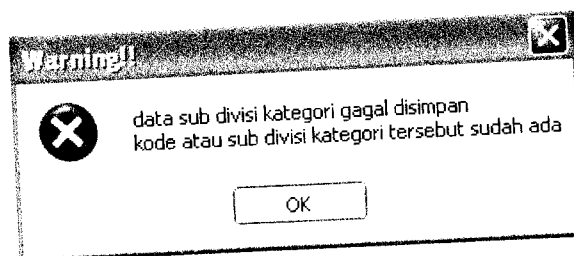 Warning!!
data sub divisi kategori gagal disimpan
kode atau sub divisi kategori tersebut sudah ada
OK